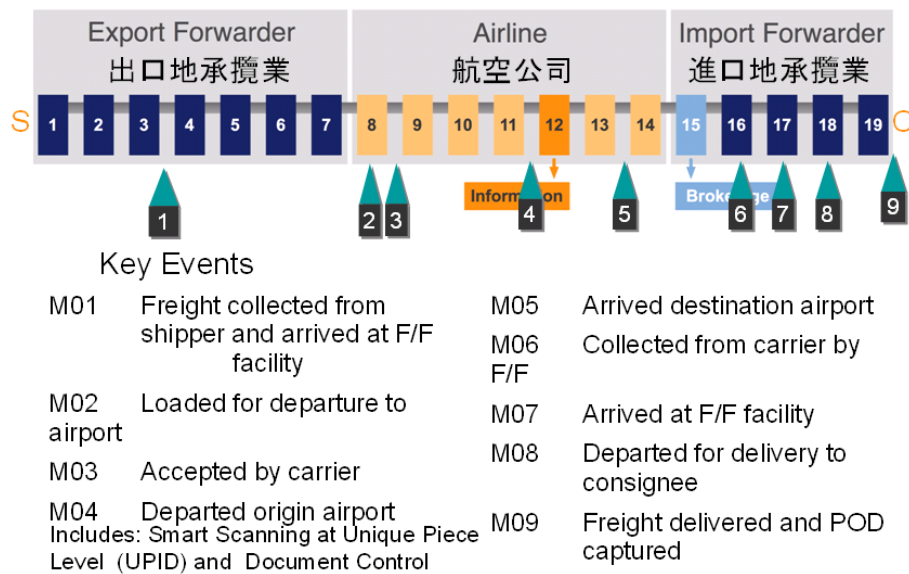 Export Forwarder
出口地承攬業
Airline
航空公司
Import Forwarder
進口地承攬業
S 1 2 3 4 5 6 7 8 9 10 11 12 13 14 15 16 17 18 19 C
Information
Brokerage
1 2 3 4 5 6 7 8 9
Key Events
M01 Freight collected from
shipper and arrived at F/F
facility
M02 Loaded for departure to
airport
M03 Accepted by carrier
M04 Departed origin airport
Includes: Smart Scanning at Unique Piece
Level (UPID) and Document Control
M05 Arrived destination airport
M06 Collected from carrier by
F/F
M07 Arrived at F/F facility
M08 Departed for delivery to
consignee
M09 Freight delivered and POD
captured